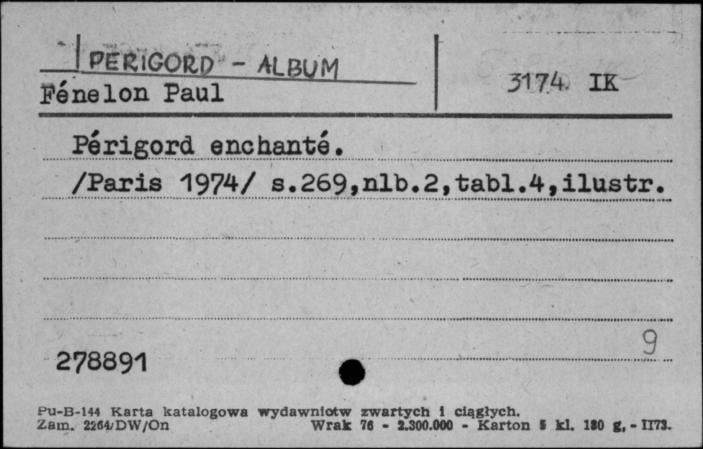 PERIGORD - ALBUM
3174 IK
Fénelon Paul
Périgord enchanté.
/Paris 1974/ s.269,nlb.2,tabl.4,ilustr.
9
278891
Pu-B-144 Karta katalogowa wydawnictw zwartych i ciągłych.
Zam. 2264/DW/On Wrak 76 - 2.300.000 - Karton 5 kl. 180 g, - II73.